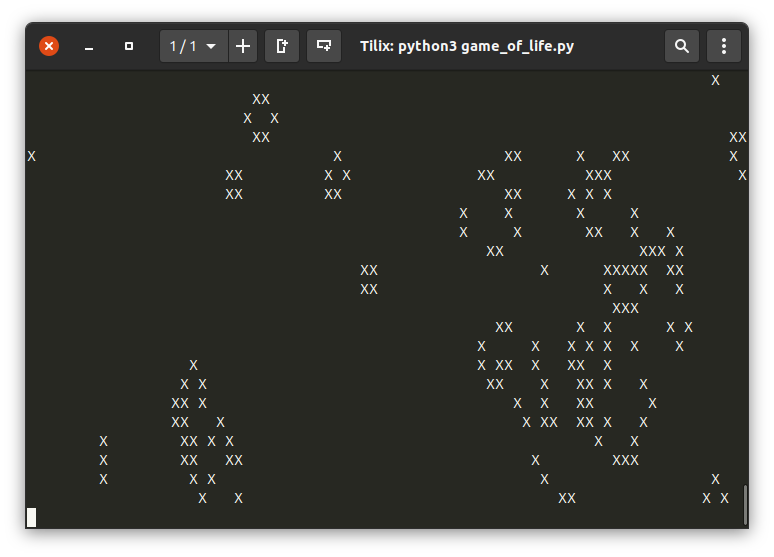 1 / 1
Tilix: python3 game_of_life.py
X
XX
X X
XX XX
X X XX X XX X
XX X X XX XXX X
XX XX XX X X X
X X X X
X X XX X X
XX XXX X
XX X XXXXX XX
XX X X X
XXX
XX X X X X
X X X X X X X
X X XX X XX X
X X XX X XX X X
XX X X X XX X
XX X X XX XX X X
X XX X X X X
X XX XX X XXX
X X X X X
X X XX X X